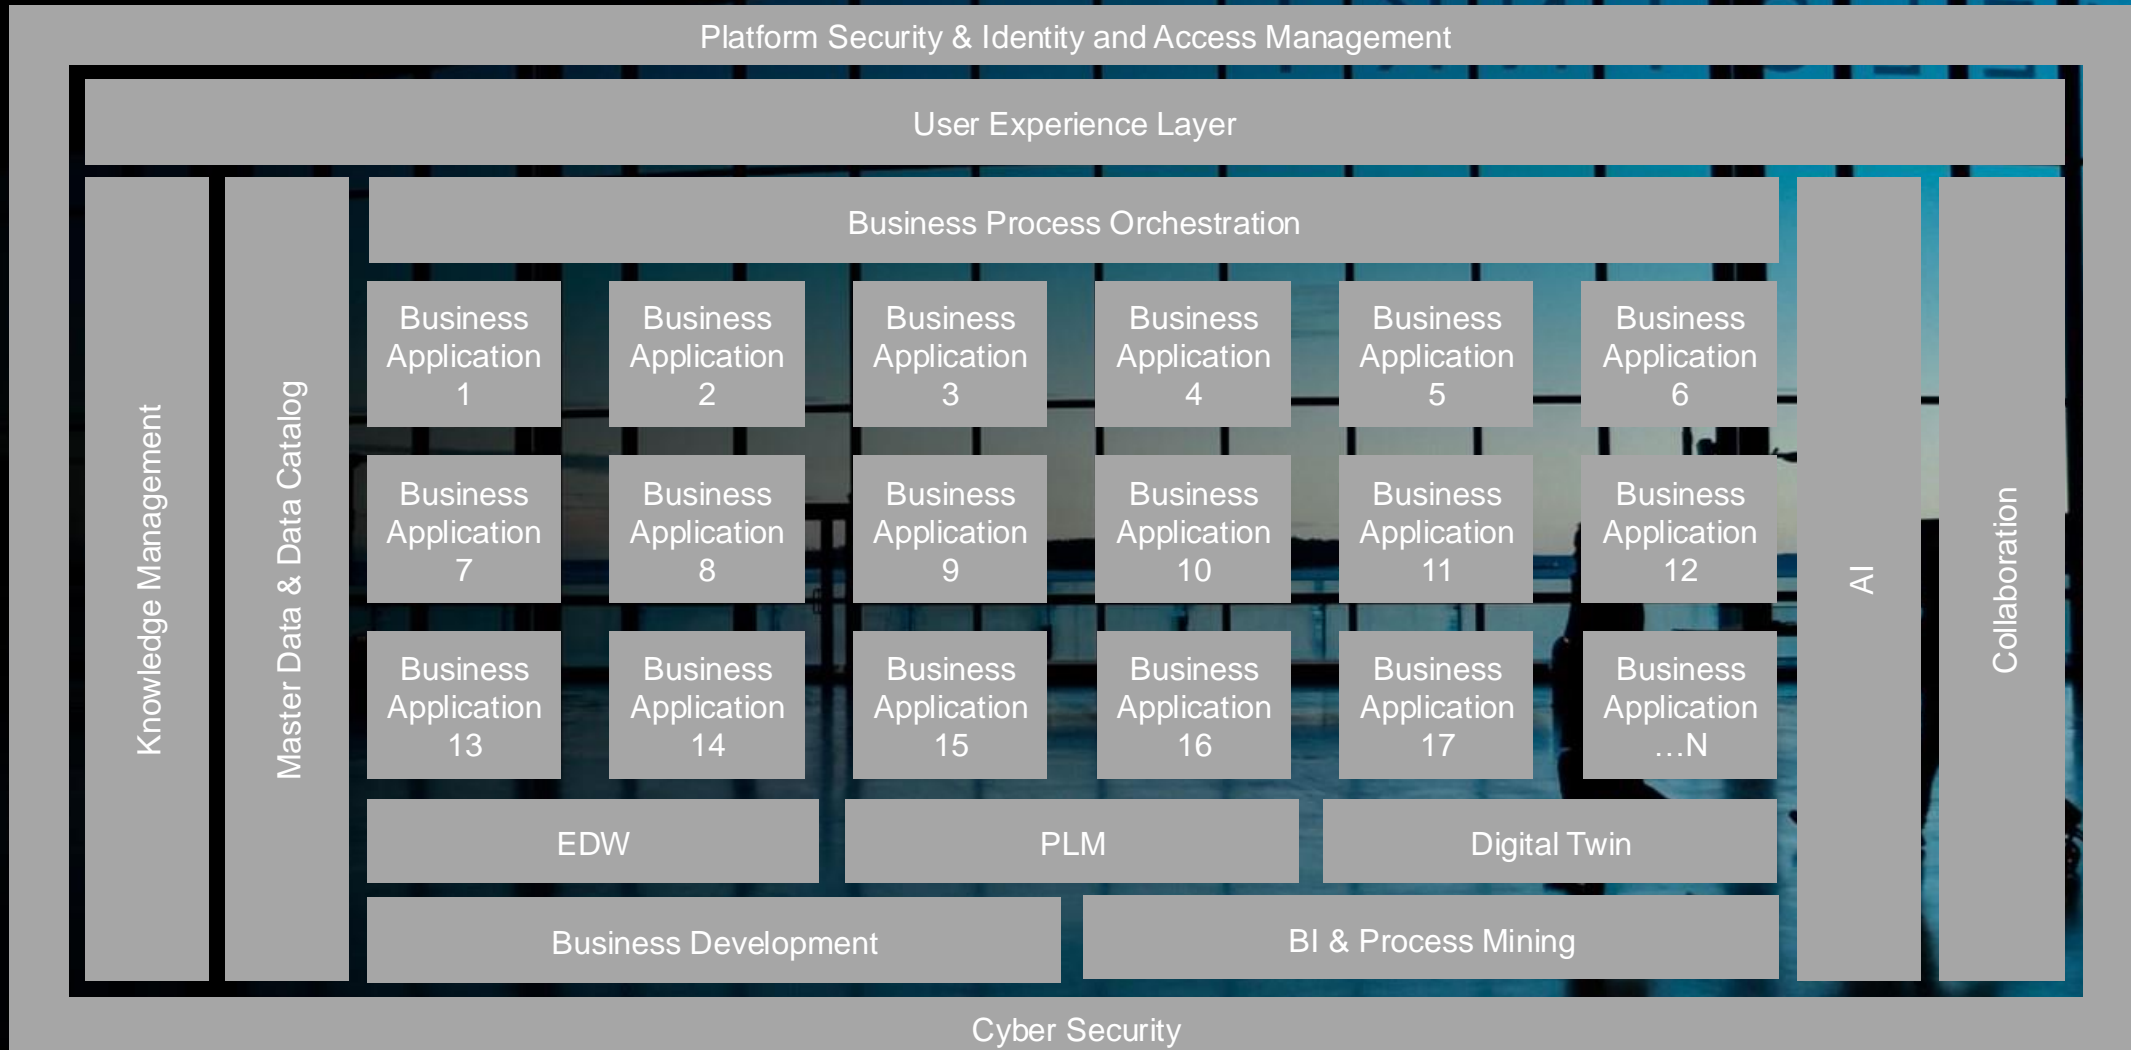 Platform Security & Identity and Access Management
User Experience Layer
Knowledge Management
Master Data & Data Catalog
Business Process Orchestration
Business
Application
1
Business
Application
2
Business
Application
3
Business
Application
4
Business
Application
5
Business
Application
6
Business
Application
7
Business
Application
8
Business
Application
9
Business
Application
10
Business
Application
11
Business
Application
12
Business
Application
13
Business
Application
14
Business
Application
15
Business
Application
16
Business
Application
17
Business
Application
…N
EDW
PLM
Digital Twin
Business Development
BI & Process Mining
AI
Collaboration
Cyber Security